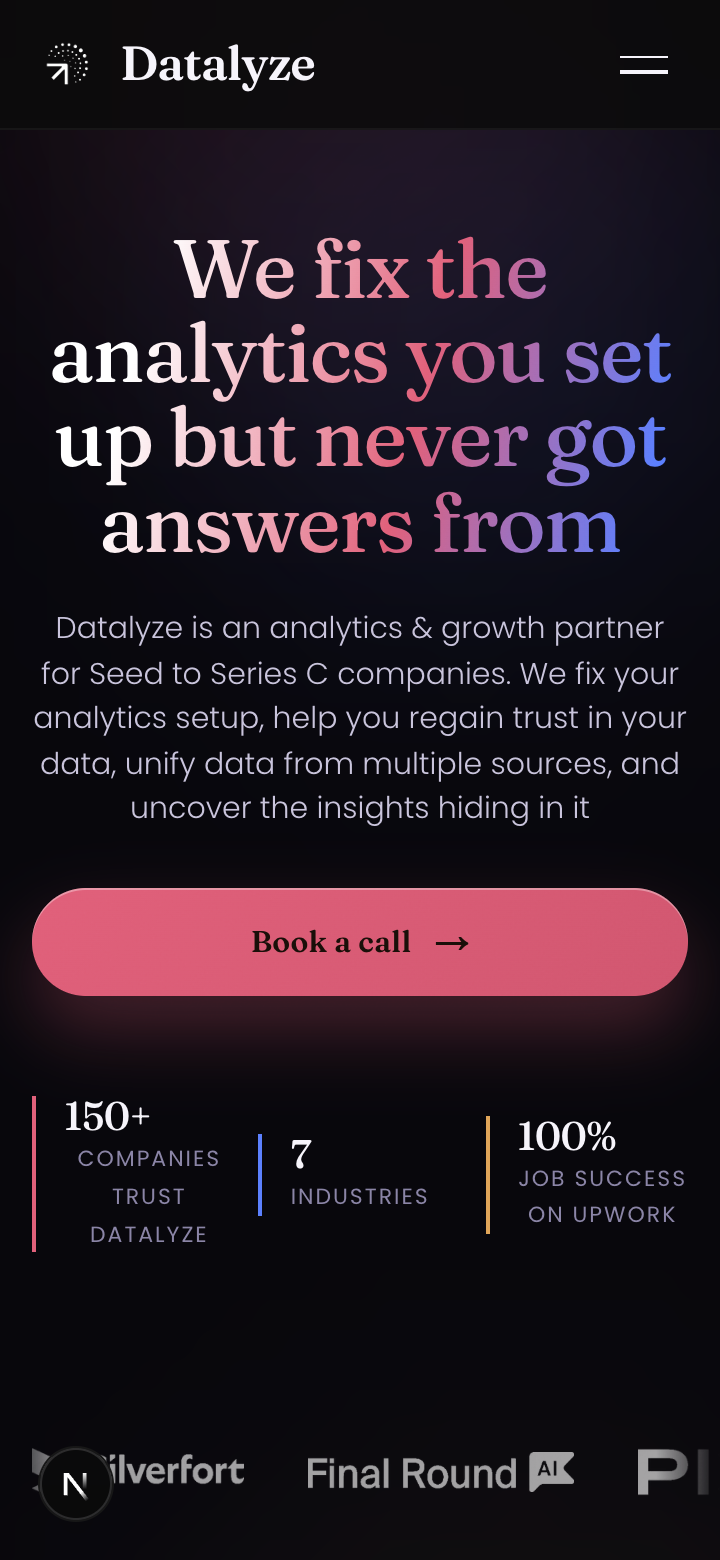 Datalyze
We fix the
analytics you set
up but never got
answers from
Datalyze is an analytics & growth partner
for Seed to Series C companies. We fix your
analytics setup, help you regain trust in your
data, unify data from multiple sources, and
uncover the insights hiding in it
Book a call →
150+
COMPANIES
TRUST
DATALYZE
7
INDUSTRIES
100%
JOB SUCCESS
ON UPWORK
ilverfort
Final Round AI
PI
N